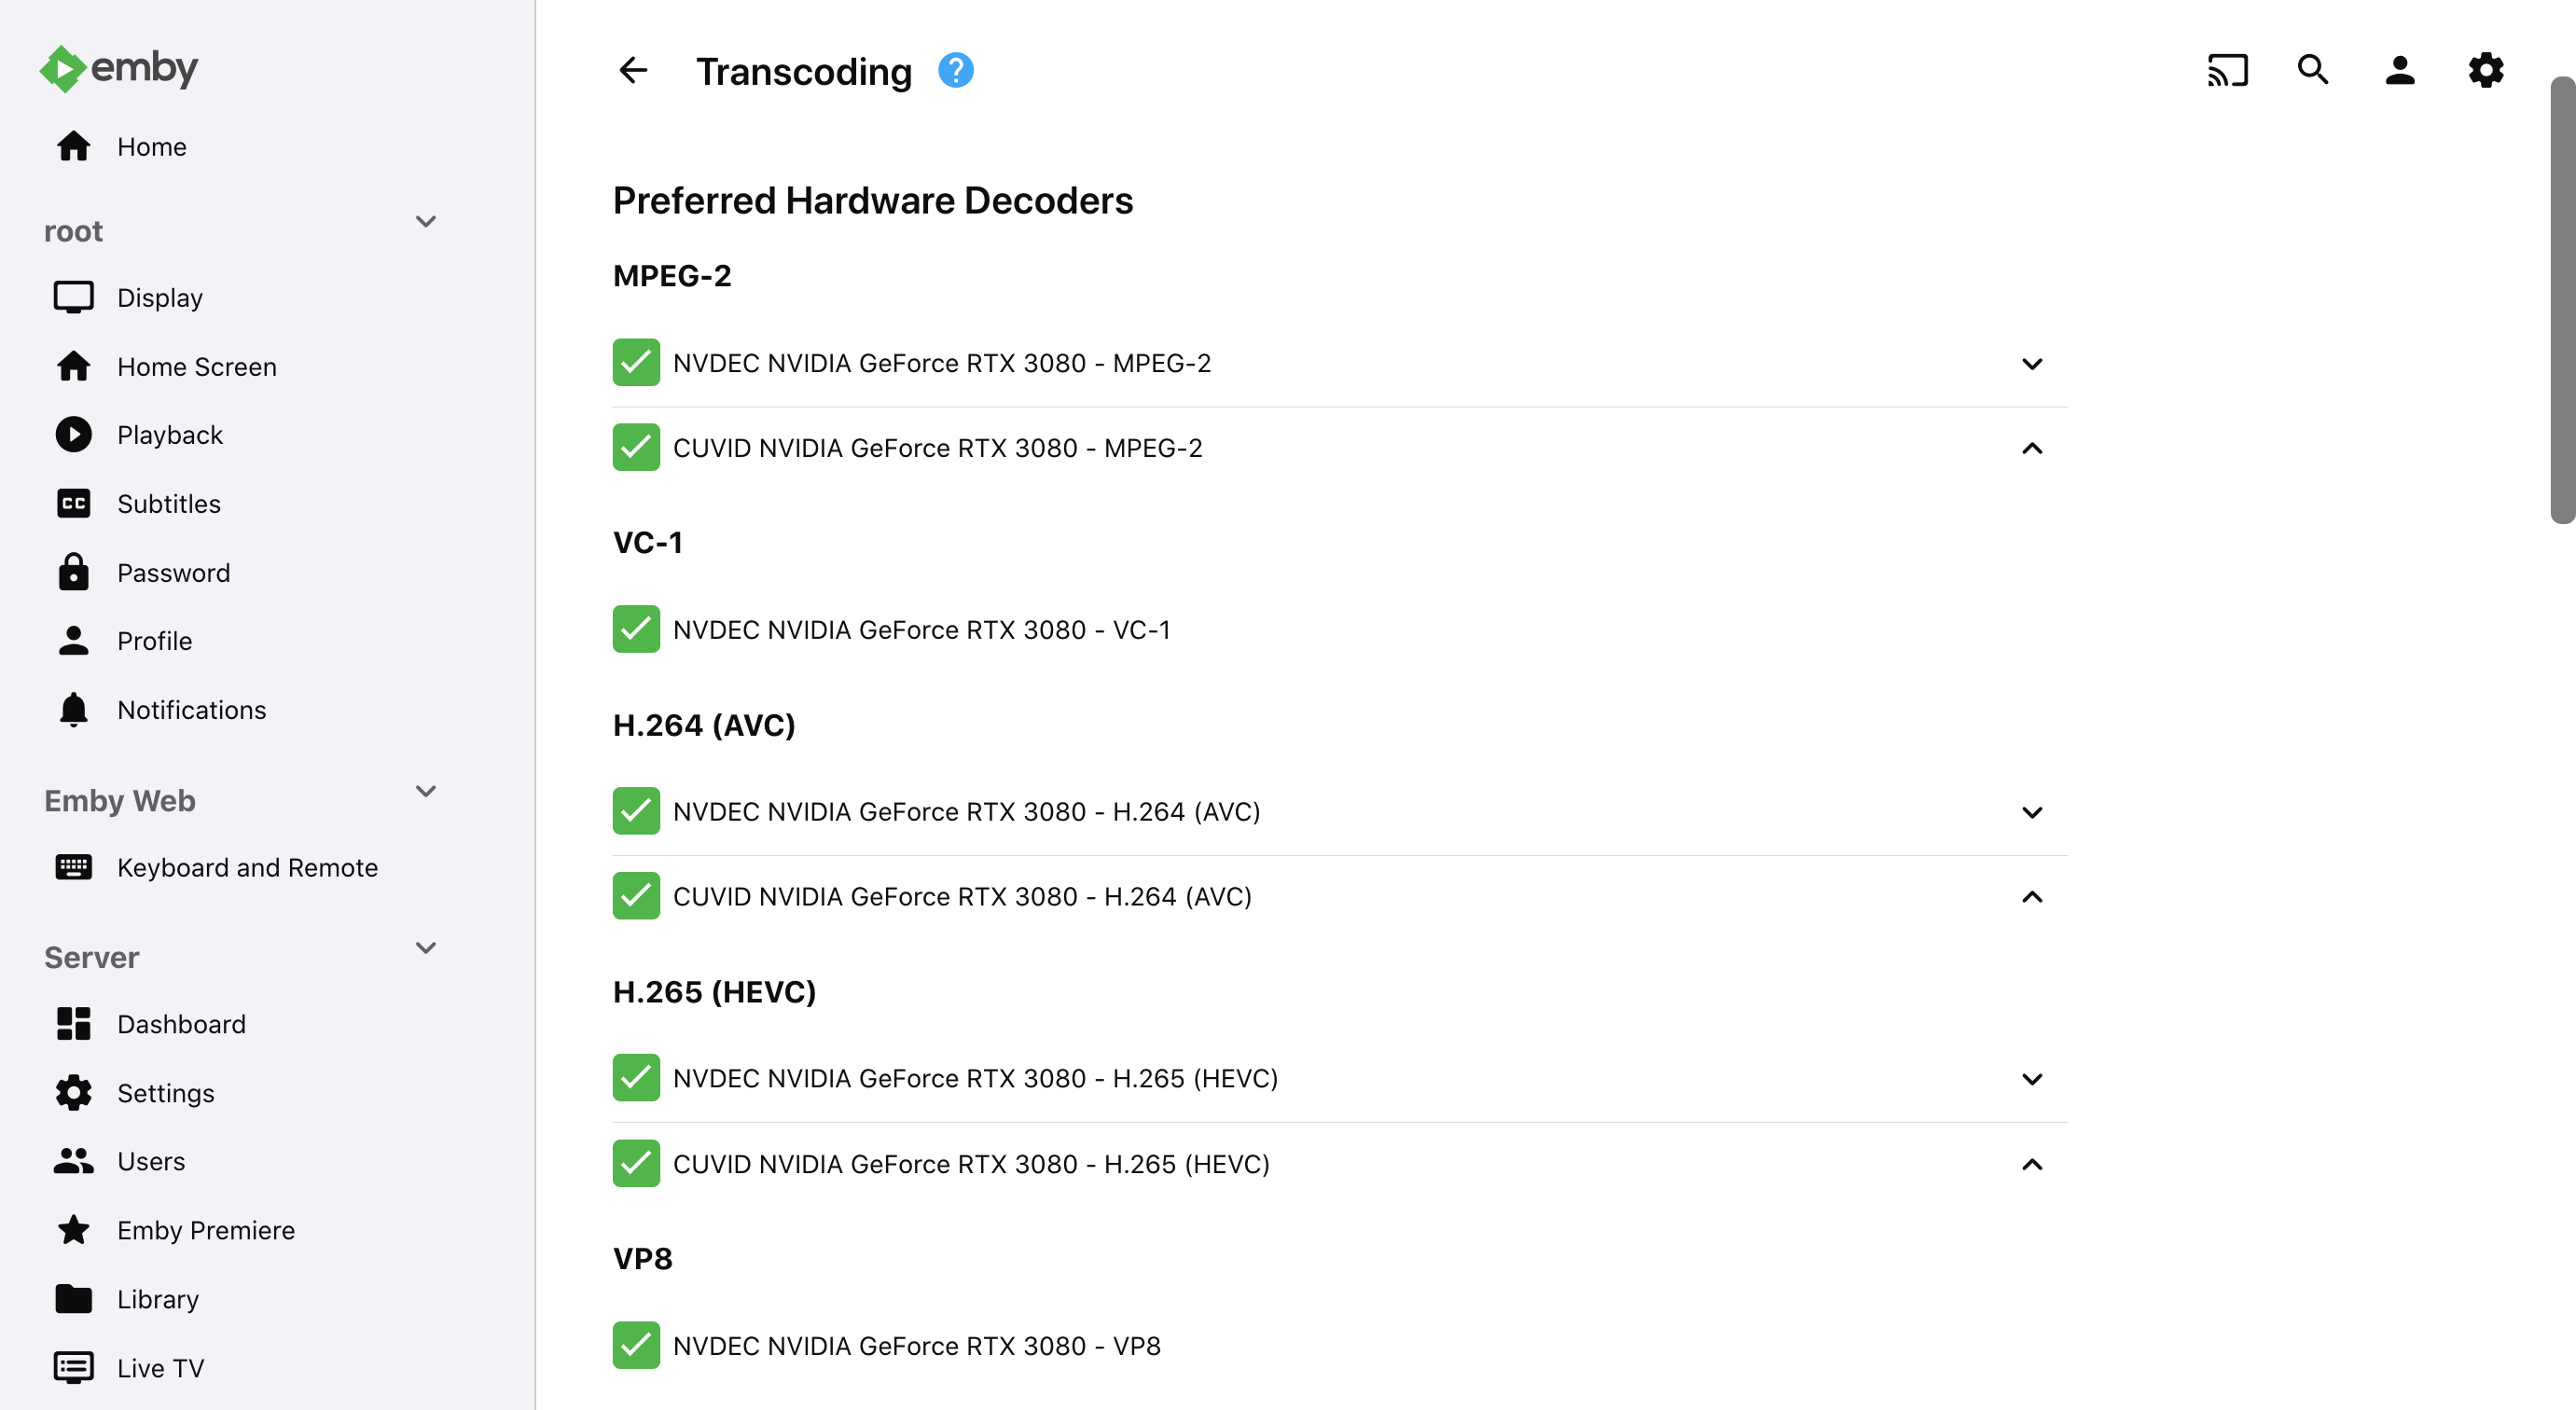 emby
Home
root
Display
Home Screen
Playback
CC
Subtitles
Password
Profile
Notifications
Emby Web
Keyboard and Remote
Server
Dashboard
Settings
Users
Emby Premiere
Library
Live TV
Transcoding ?
Preferred Hardware Decoders
MPEG-2
NVDEC NVIDIA GeForce RTX 3080 - MPEG-2
CUVID NVIDIA GeForce RTX 3080 - MPEG-2
VC-1
NVDEC NVIDIA GeForce RTX 3080 - VC-1
H.264 (AVC)
NVDEC NVIDIA GeForce RTX 3080 - H.264 (AVC)
CUVID NVIDIA GeForce RTX 3080 - H.264 (AVC)
H.265 (HEVC)
NVDEC NVIDIA GeForce RTX 3080 - H.265 (HEVC)
CUVID NVIDIA GeForce RTX 3080 - H.265 (HEVC)
VP8
NVDEC NVIDIA GeForce RTX 3080 - VP8